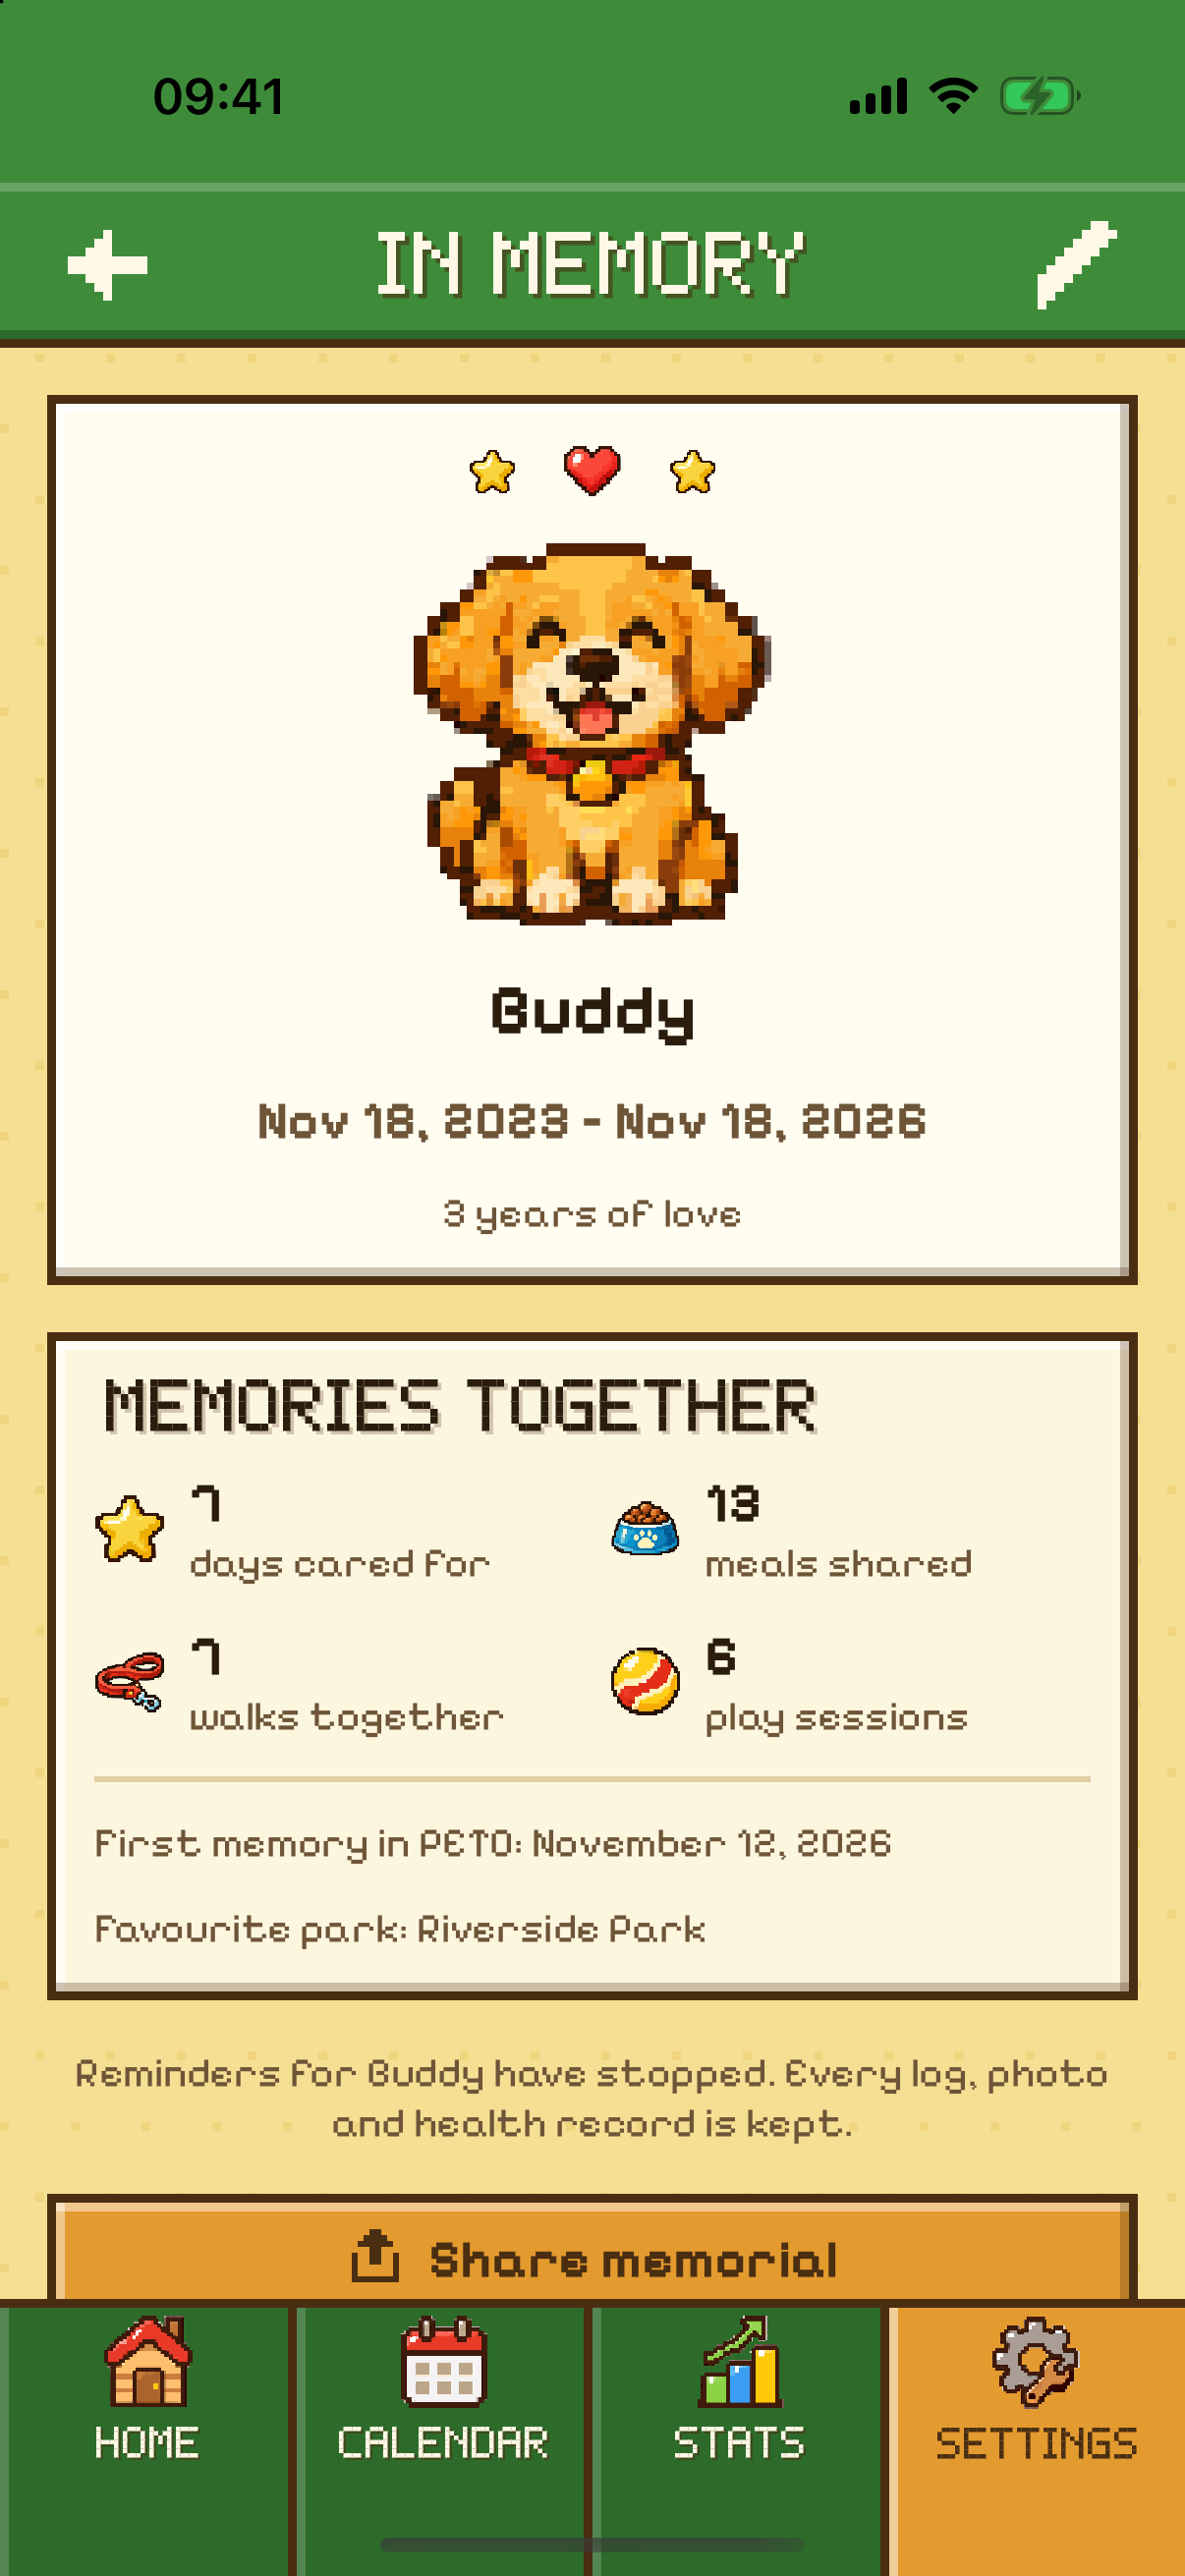 09:41
IN MEMORY
Buddy
Nov 18, 2023 - Nov 18, 2026
3 years of love
MEMORIES TOGETHER
7
days cared for
13
meals shared
7
walks together
6
play sessions
First memory in PETO: November 12, 2026
Favourite park: Riverside Park
Reminders for Buddy have stopped. Every log, photo
and health record is kept.
Share memorial
HOME
CALENDAR
STATS
SETTINGS